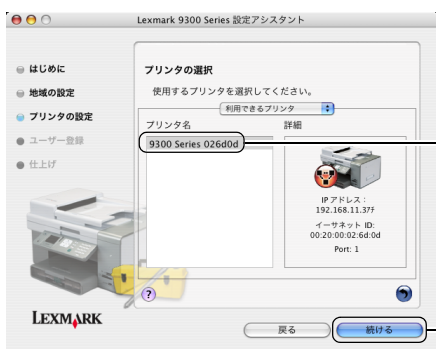 Lexmark 9300 Series 設定アシスタント
はじめに
地域の設定
プリンタの設定
ユーザー登録
仕上げ
プリンタの選択
使用するプリンタを選択してください。
利用できるプリンタ
プリンタ名
詳細
9300 Series 026d0d
IP アドレス：
192.168.11.37
イーサネット ID:
00:20:00:02:6d:0d
Port: 1
?
LEXMARK
戻る
続ける